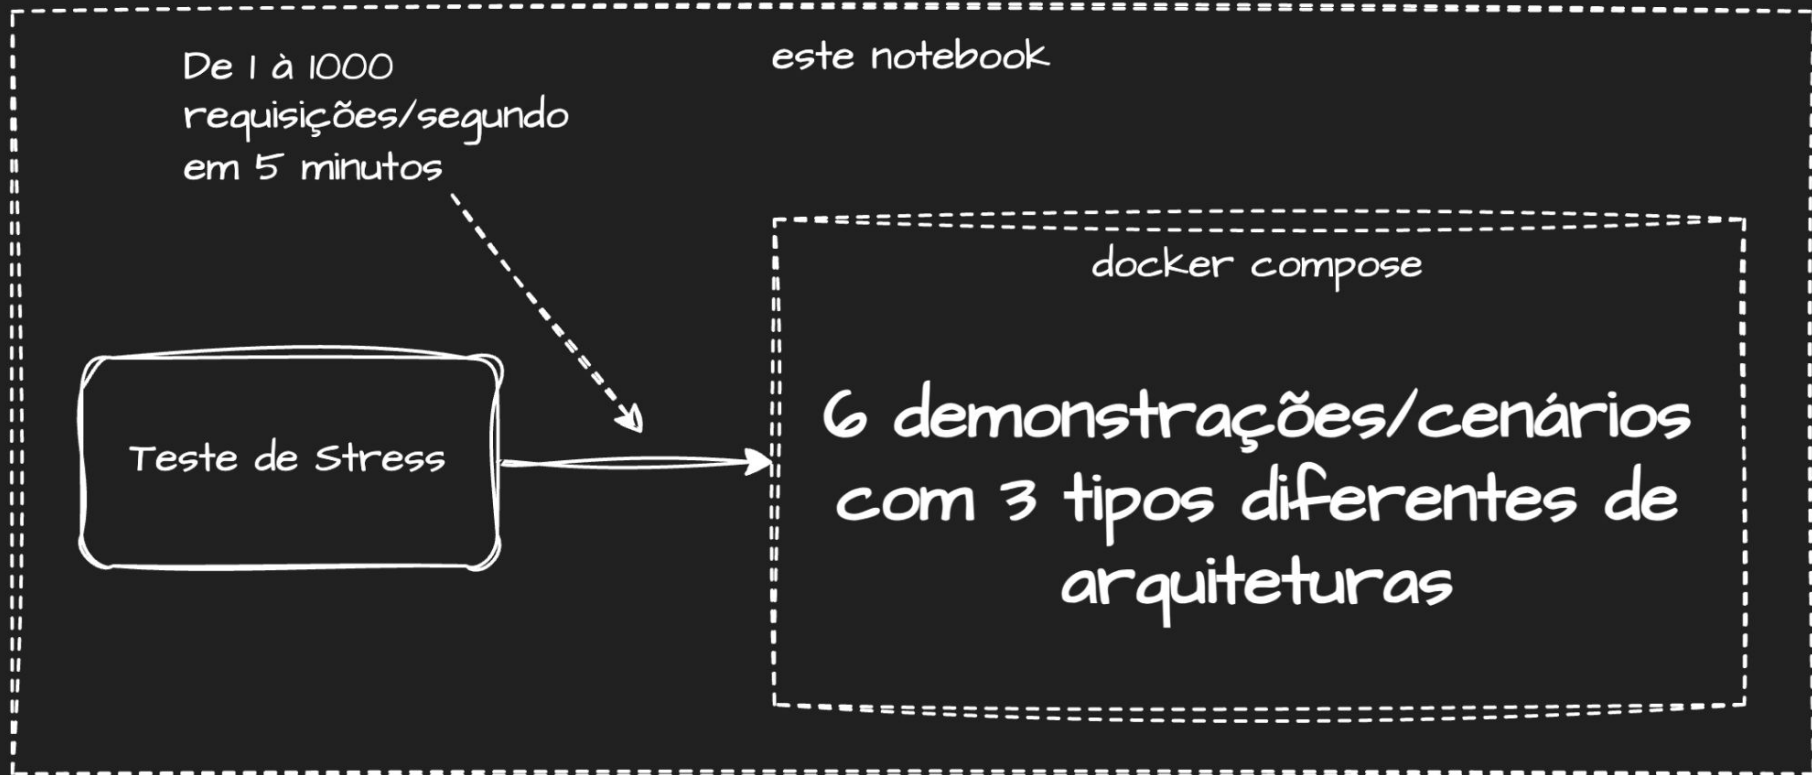 De 1 à 1000
requisições/segundo
em 5 minutos
este notebook
docker compose
Teste de Stress
6 demonstrações/cenários
com 3 tipos diferentes de
arquiteturas